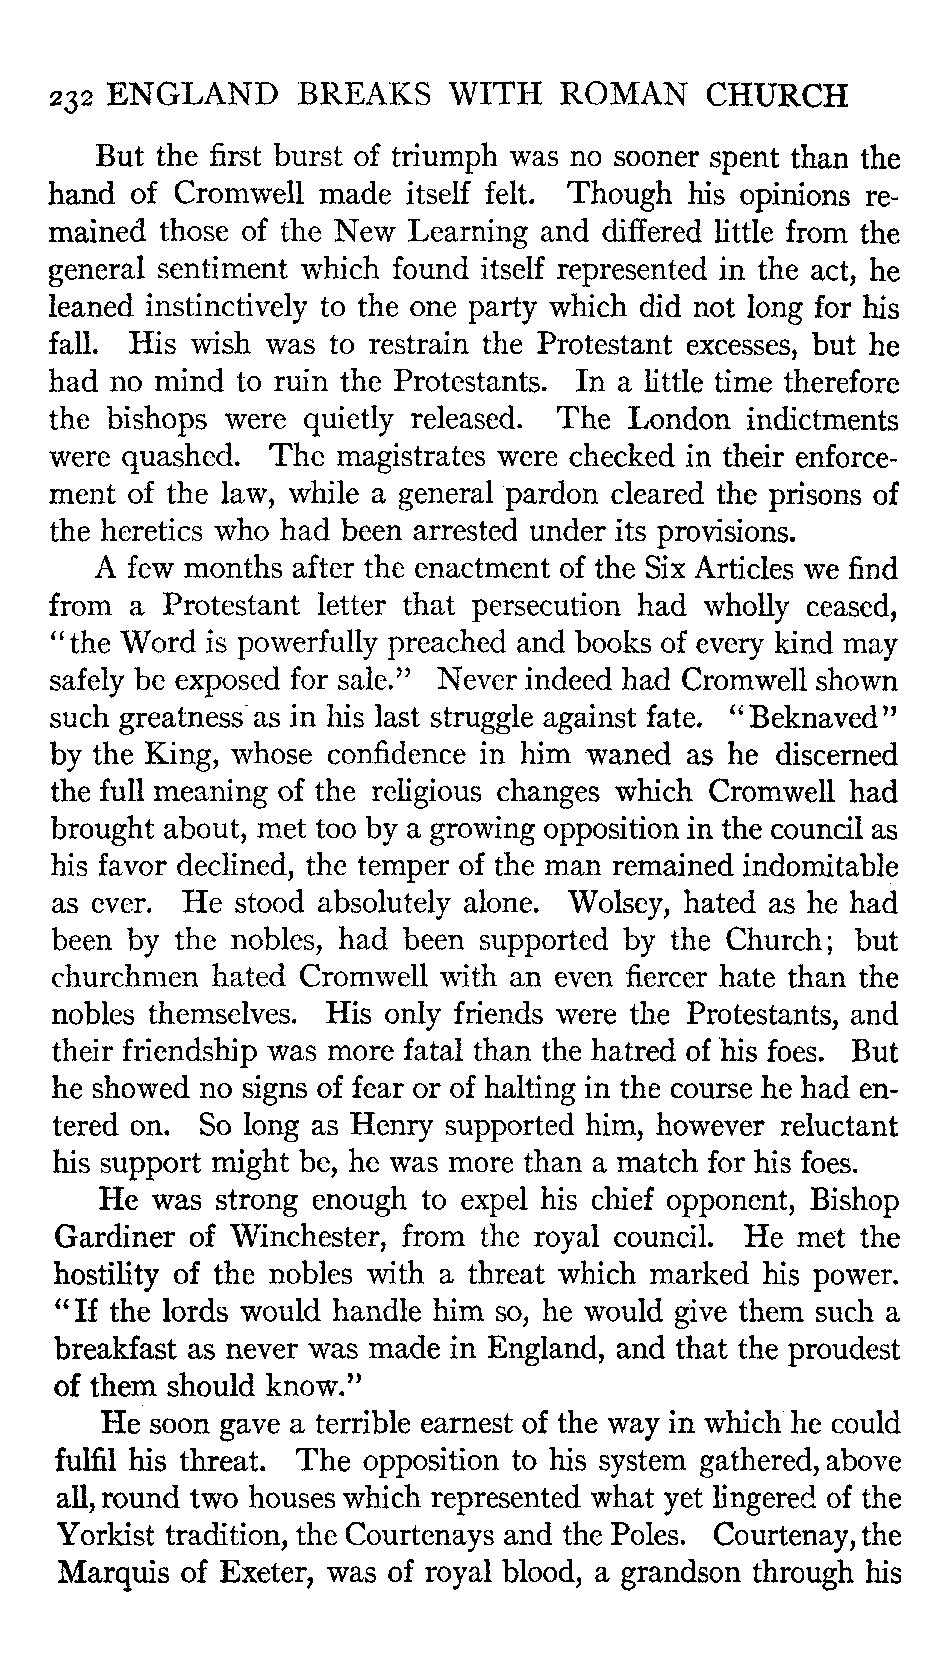 232 ENGLAND BREAKS WITH ROMAN CHURCH
But the first burst of triumph was no sooner spent than the
hand of Cromwell made itself felt. Though his opinions re-
mained those of the New Learning and differed little from the
general sentiment which found itself represented in the act, he
leaned instinctively to the one party which did not long for his
fall. His wish was to restrain the Protestant excesses, but he
had no mind to ruin the Protestants. In a little time therefore
the bishops were quietly released. The London indictments
were quashed. The magistrates were checked in their enforce-
ment of the law, while a general pardon cleared the prisons of
the heretics who had been arrested under its provisions.
A few months after the enactment of the Six Articles we find
from a Protestant letter that persecution had wholly ceased,
"the Word is powerfully preached and books of every kind may
safely be exposed for sale." Never indeed had Cromwell shown
such greatness as in his last struggle against fate. "Beknaved"
by the King, whose confidence in him waned as he discerned
the full meaning of the religious changes which Cromwell had
brought about, met too by a growing opposition in the council as
his favor declined, the temper of the man remained indomitable
as ever. He stood absolutely alone. Wolsey, hated as he had
been by the nobles, had been supported by the Church; but
churchmen hated Cromwell with an even fiercer hate than the
nobles themselves. His only friends were the Protestants, and
their friendship was more fatal than the hatred of his foes. But
he showed no signs of fear or of halting in the course he had en-
tered on. So long as Henry supported him, however reluctant
his support might be, he was more than a match for his foes.
He was strong enough to expel his chief opponent, Bishop
Gardiner of Winchester, from the royal council. He met the
hostility of the nobles with a threat which marked his power.
"If the lords would handle him so, he would give them such a
breakfast as never was made in England, and that the proudest
of them should know."
He soon gave a terrible earnest of the way in which he could
fulfil his threat. The opposition to his system gathered, above
all, round two houses which represented what yet lingered of the
Yorkist tradition, the Courtenays and the Poles. Courtenay, the
Marquis of Exeter, was of royal blood, a grandson through his